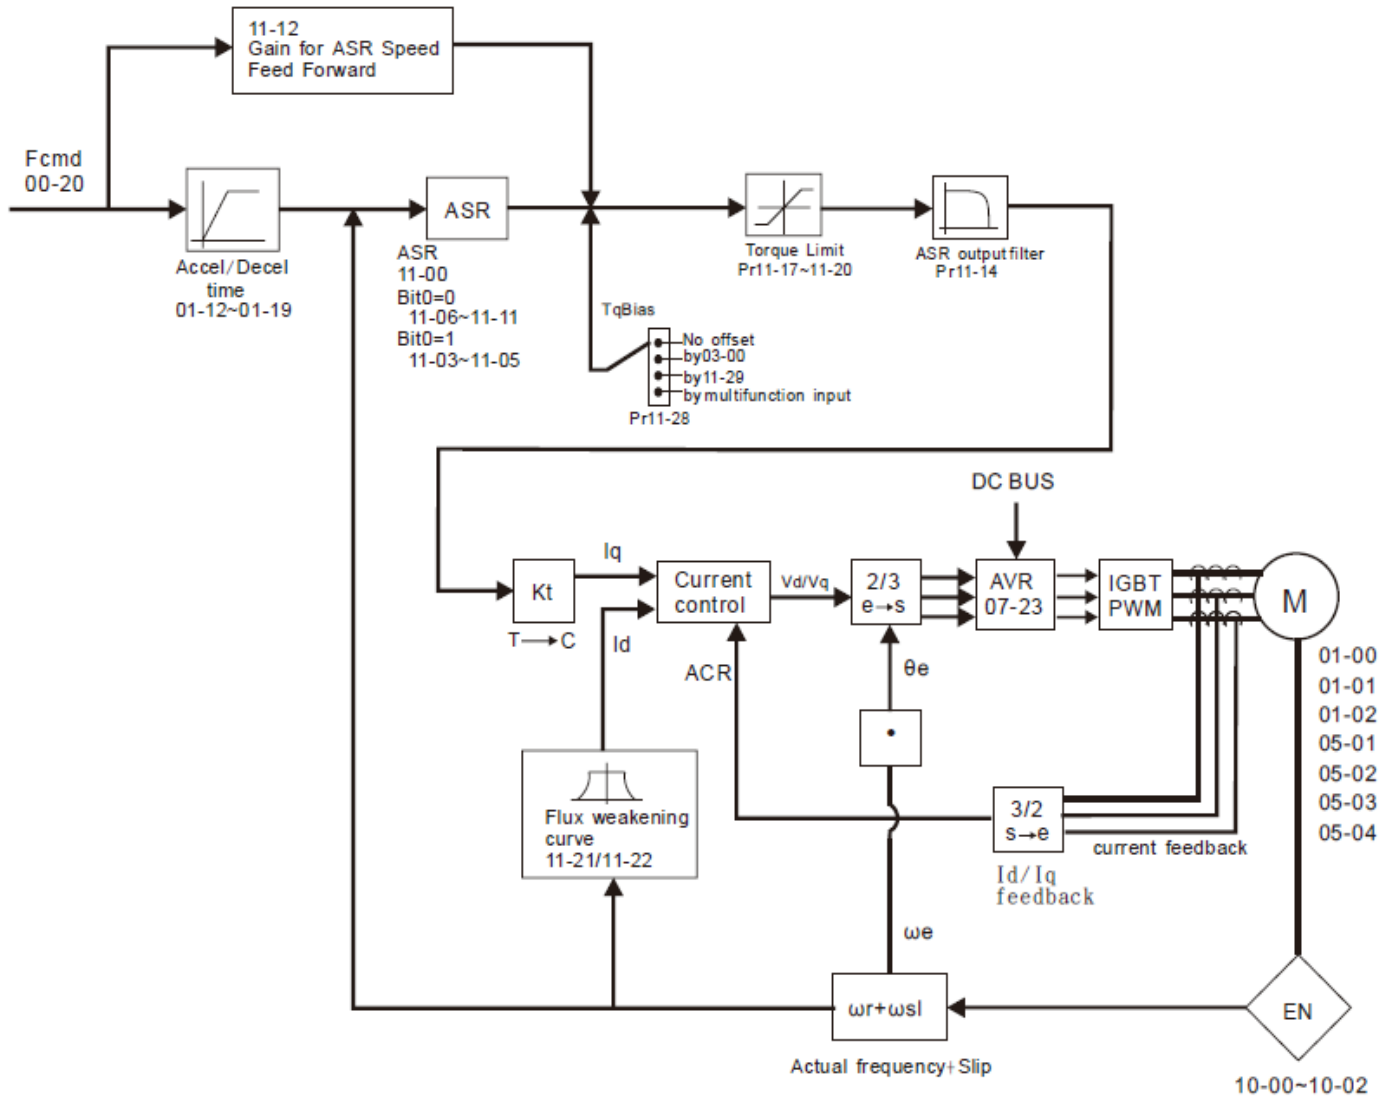 11-12
Gain for ASR Speed
Feed Forward
Fcmd
00-20
Accel/Decel
time
01-12~01-19
ASR
ASR
11-00
Bit0=0
11-06~11-11
Bit0=1
11-03~11-05
Torque Limit
Pr11-17~11-20
ASR output filter
Pr11-14
TqBias
No offset
by03-00
by11-29
by multifunction input
Pr11-28
DC BUS
Kt
T→C
Iq
Id
Current
control
Vd/Vq
2/3
e→s
AVR
07-23
IGBT
PWM
M
ACR
θe
01-00
01-01
01-02
05-01
05-02
05-03
05-04
Flux weakening
curve
11-21/11-22
3/2
s→e
current feedback
Id/Iq
feedback
ωe
ωr+ωsl
EN
Actual frequency+Slip
10-00~10-02